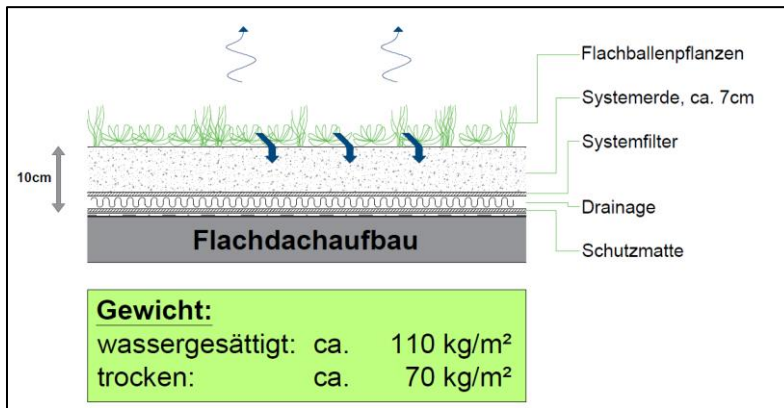 Flachballenpflanzen
Systemerde, ca. 7cm
Systemfilter
10cm
Drainage
Schutzmatte
Flachdachaufbau
Gewicht:
wassergesättigt: ca. 110 kg/m²
trocken: ca. 70 kg/m²